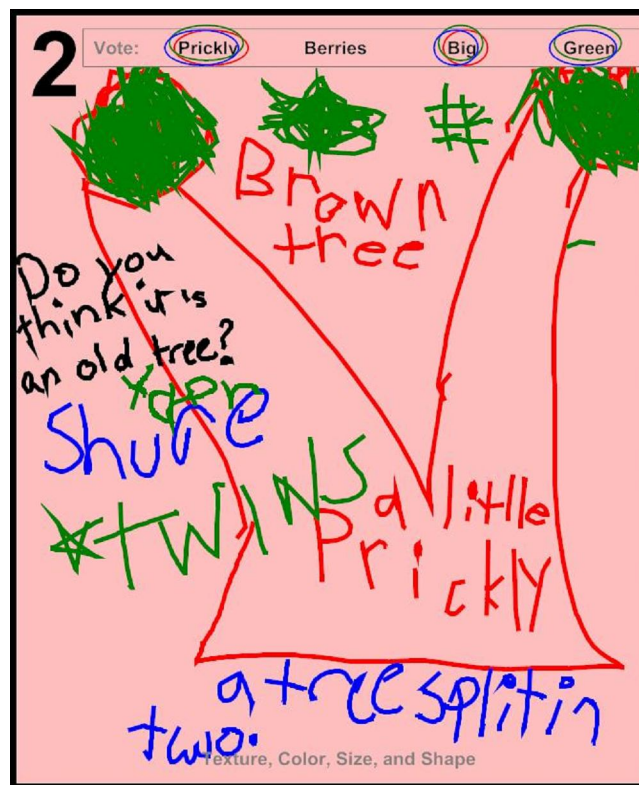 2
Vote: Prickly Berries Big Green
#
Brown
tree
Do you
think it is
an old tree?
Shure
*twins
a little
Prickly
a tree split in
two.
Texture, Color, Size, and Shape